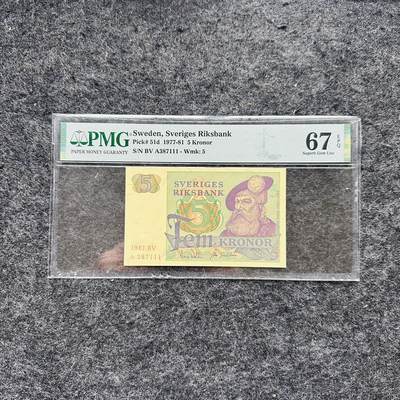 PMG
PAPER MONEY GUARANTY
Sweden, Sveriges Riksbank
Pick# 51d 1977-81 5 Kronor
S/N BV A387111 - Wmk: 5
67 EPQ
Superb Gem Unc
5
SVERIGES
RIKSBANK
5
Fem KRONOR
1981 BV
A 387111